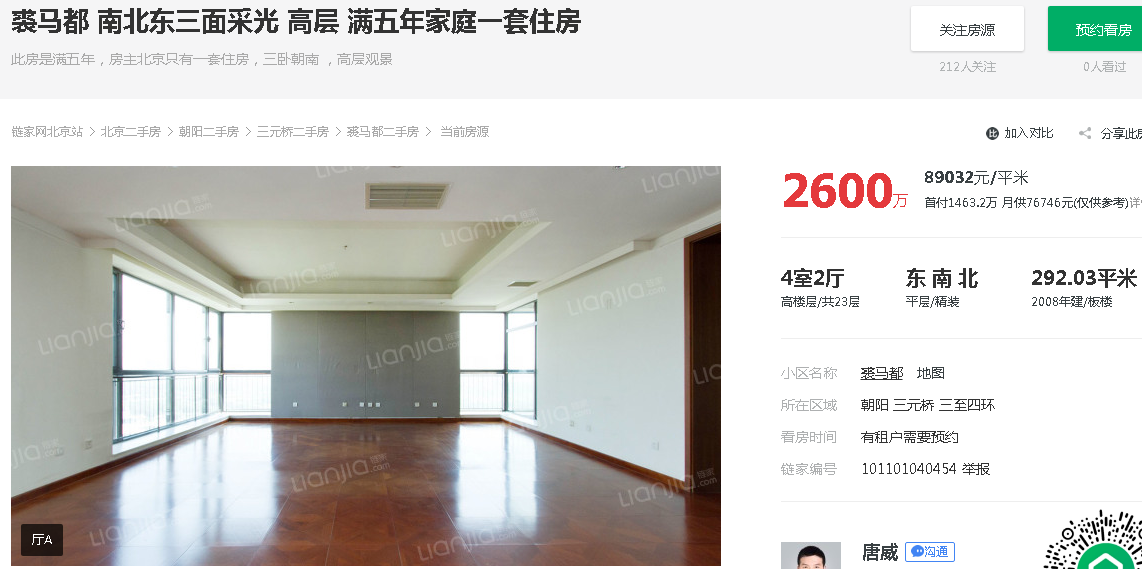 裘马都 南北东三面采光 高层 满五年家庭一套住房
此房是满五年，房主北京只有一套住房，三卧朝南 ，高层观景
关注房源
预约看房
212人关注
0人看过
链家网北京站 > 北京二手房 > 朝阳二手房 > 三元桥二手房 > 裘马都二手房 > 当前房源
加入对比
分享此房
2600万
89032元/平米
首付1463.2万 月供76746元(仅供参考)
4室2厅
东 南 北
292.03平米
高楼层/共23层
平层/精装
2008年建/板楼
小区名称 裘马都 地图
所在区域 朝阳 三元桥 三至四环
看房时间 有租户需要预约
链家编号 101101040454 举报
厅A
唐威
沟通
Lianjia.com 链家